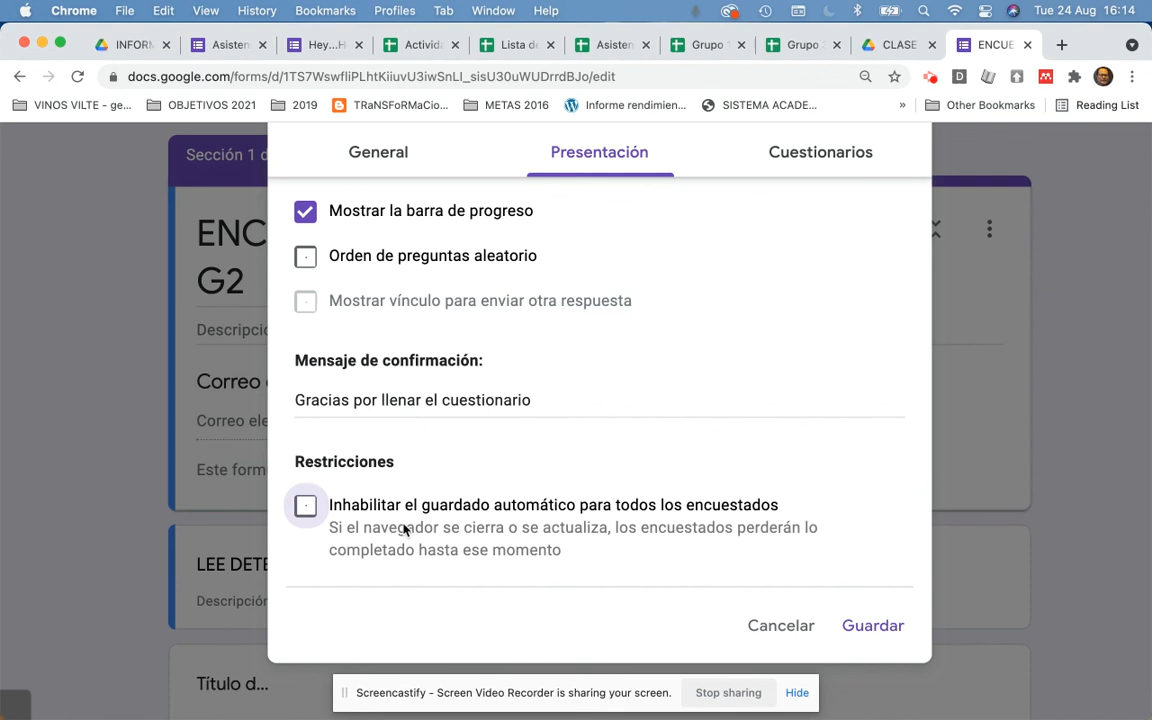 Chrome File Edit View History Bookmarks Profiles Tab Window Help Tue 24 Aug 16:14
INFORM Asisten Hey...H Activida Lista de Asisten Grupo Grupo CLASE ENCUE
docs.google.com/forms/d/1TS7WswfliPLhtKiiuvU3iwSnLI_sisU30uWUDrrdBJo/edit
VINOS VILTE - ge... OBJETIVOS 2021 2019 TRaNSFoRMaCio... METAS 2016 Informe rendimien... SISTEMA ACADE... » Other Bookmarks Reading List
Sección 1 d
General Presentación Cuestionarios
Mostrar la barra de progreso
ENC
G2
Orden de preguntas aleatorio
Mostrar vínculo para enviar otra respuesta
Descripció
Mensaje de confirmación:
Correo
Gracias por llenar el cuestionario
Correo ele
Restricciones
Este formu
Inhabilitar el guardado automático para todos los encuestados
Si el navegador se cierra o se actualiza, los encuestados perderán lo
completado hasta ese momento
LEE DETE
Descripción
Cancelar Guardar
Título d...
Screencastify - Screen Video Recorder is sharing your screen. Stop sharing Hide